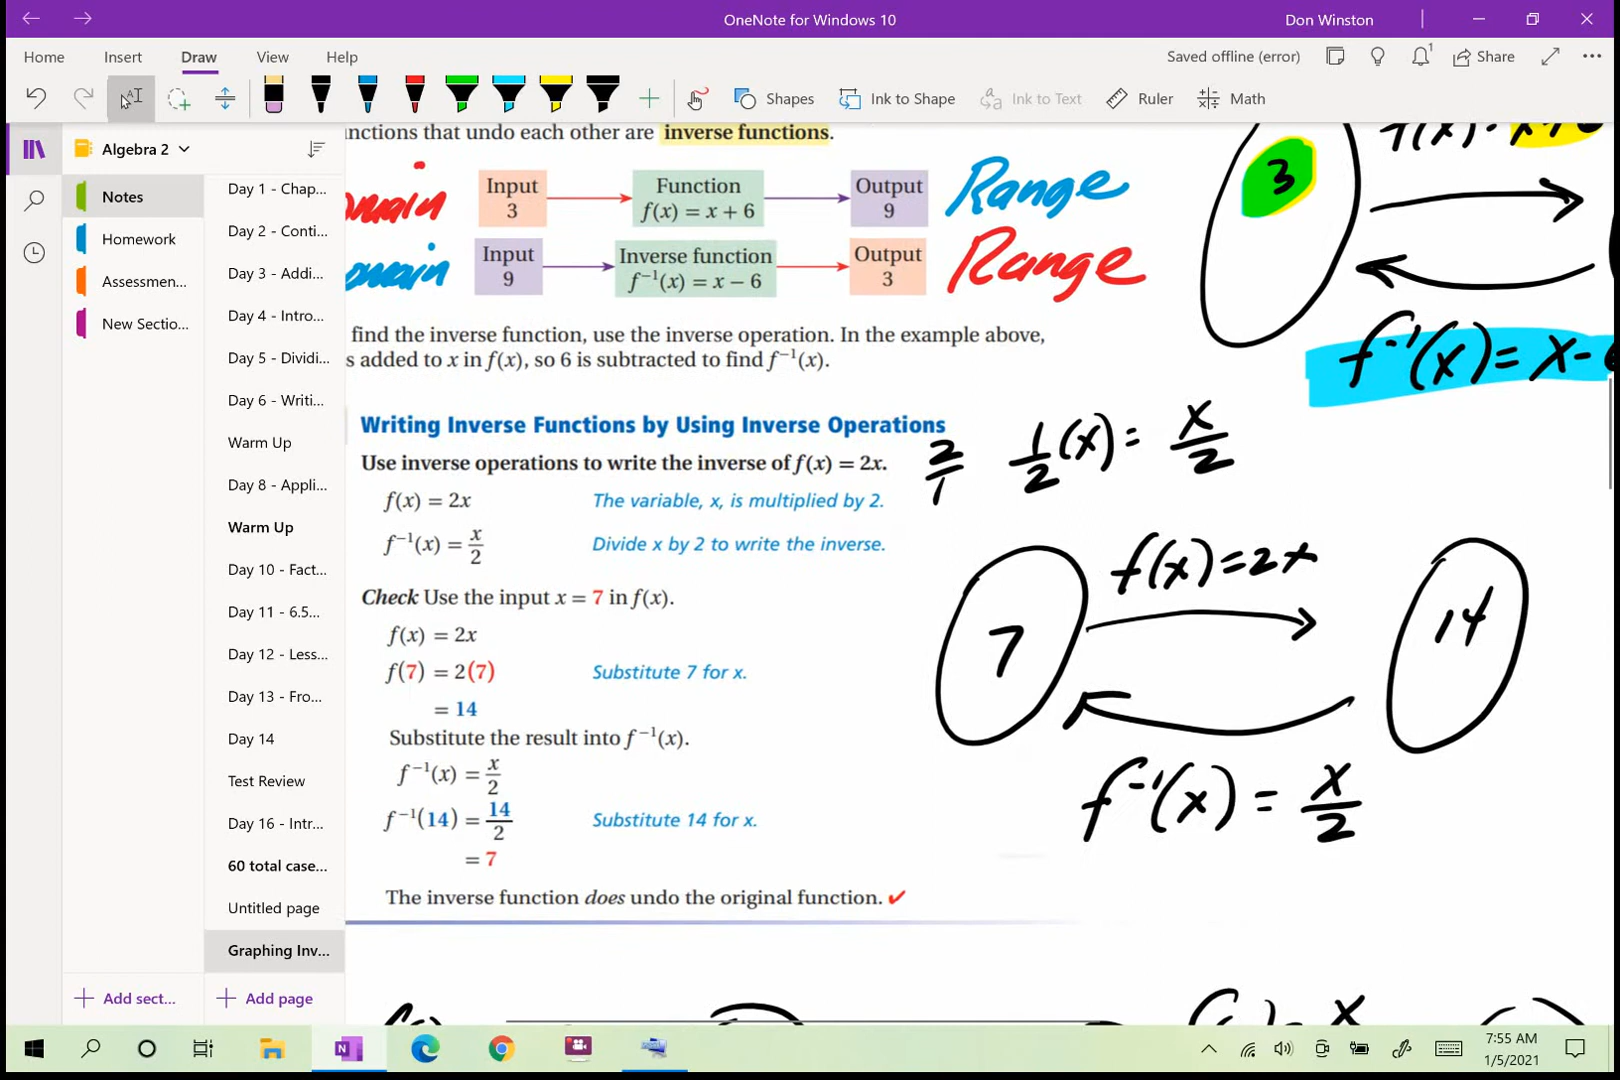 OneNote for Windows 10
Don Winston
Home Insert Draw View Help
Saved offline (error)
1
Share
Shapes
Ink to Shape
Ink to Text
Ruler
Math
Algebra 2
Notes
Homework
Assessmen...
New Sectio...
Add sect...
Day 1 - Chap...
Day 2 - Conti...
Day 3 - Addi...
Day 4 - Intro...
Day 5 - Dividi...
Day 6 - Writi...
Warm Up
Day 8 - Appli...
Warm Up
Day 10 - Fact...
Day 11 - 6.5...
Day 12 - Less...
Day 13 - Fro...
Day 14
Test Review
Day 16 - Intr...
60 total case...
Untitled page
Graphing Inv...
Add page
nctions that undo each other are inverse functions.
omain
Input 3
Function f(x) = x + 6
Output 9
Range
omain
Input 9
Inverse function f⁻¹(x) = x − 6
Output 3
Range
find the inverse function, use the inverse operation. In the example above,
s added to x in f(x), so 6 is subtracted to find f⁻¹(x).
3
f⁻¹(x) = x -
Writing Inverse Functions by Using Inverse Operations
Use inverse operations to write the inverse of f(x) = 2x.
f(x) = 2x The variable, x, is multiplied by 2.
f⁻¹(x) = x/2 Divide x by 2 to write the inverse.
Check Use the input x = 7 in f(x).
f(x) = 2x
f(7) = 2(7) Substitute 7 for x.
= 14
Substitute the result into f⁻¹(x).
f⁻¹(x) = x/2
f⁻¹(14) = 14/2 Substitute 14 for x.
= 7
The inverse function does undo the original function. ✓
2/1 1/2 (x) = x/2
f(x) = 2x
7
14
f⁻¹(x) = x/2
7:55 AM
1/5/2021